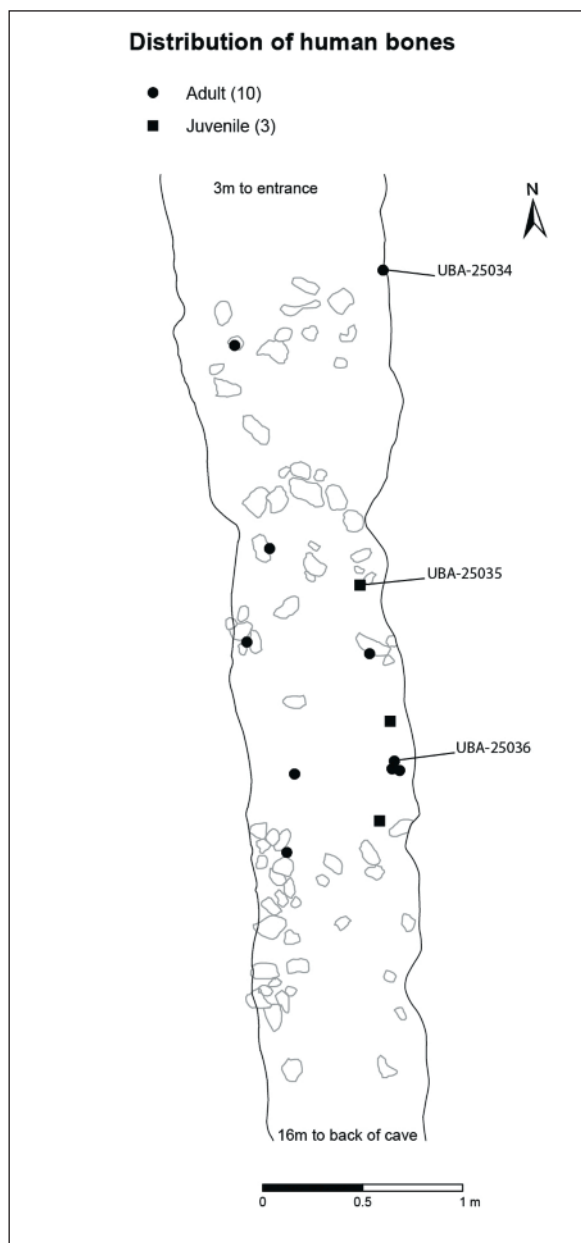 Distribution of human bones
Adult (10)
Juvenile (3)
3m to entrance
N
UBA-25034
UBA-25035
UBA-25036
16m to back of cave
0 0.5 1 m